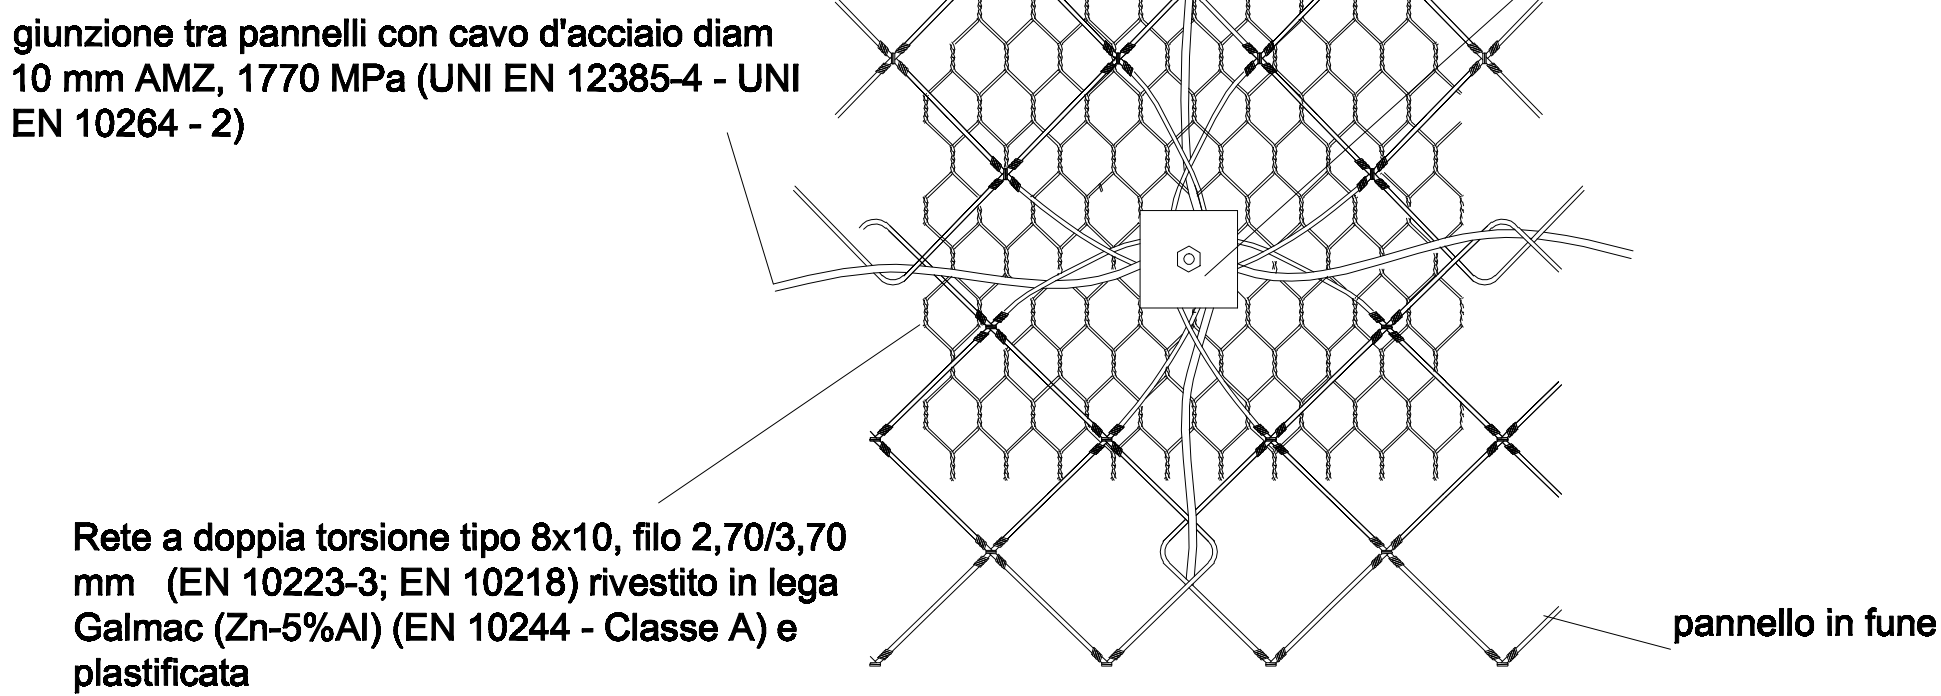 giunzione tra pannelli con cavo d'acciaio diam
10 mm AMZ, 1770 MPa (UNI EN 12385-4 - UNI
EN 10264 - 2)
Rete a doppia torsione tipo 8x10, filo 2,70/3,70
mm (EN 10223-3; EN 10218) rivestito in lega
Galmac (Zn-5%Al) (EN 10244 - Classe A) e
plastificata
pannello in fune